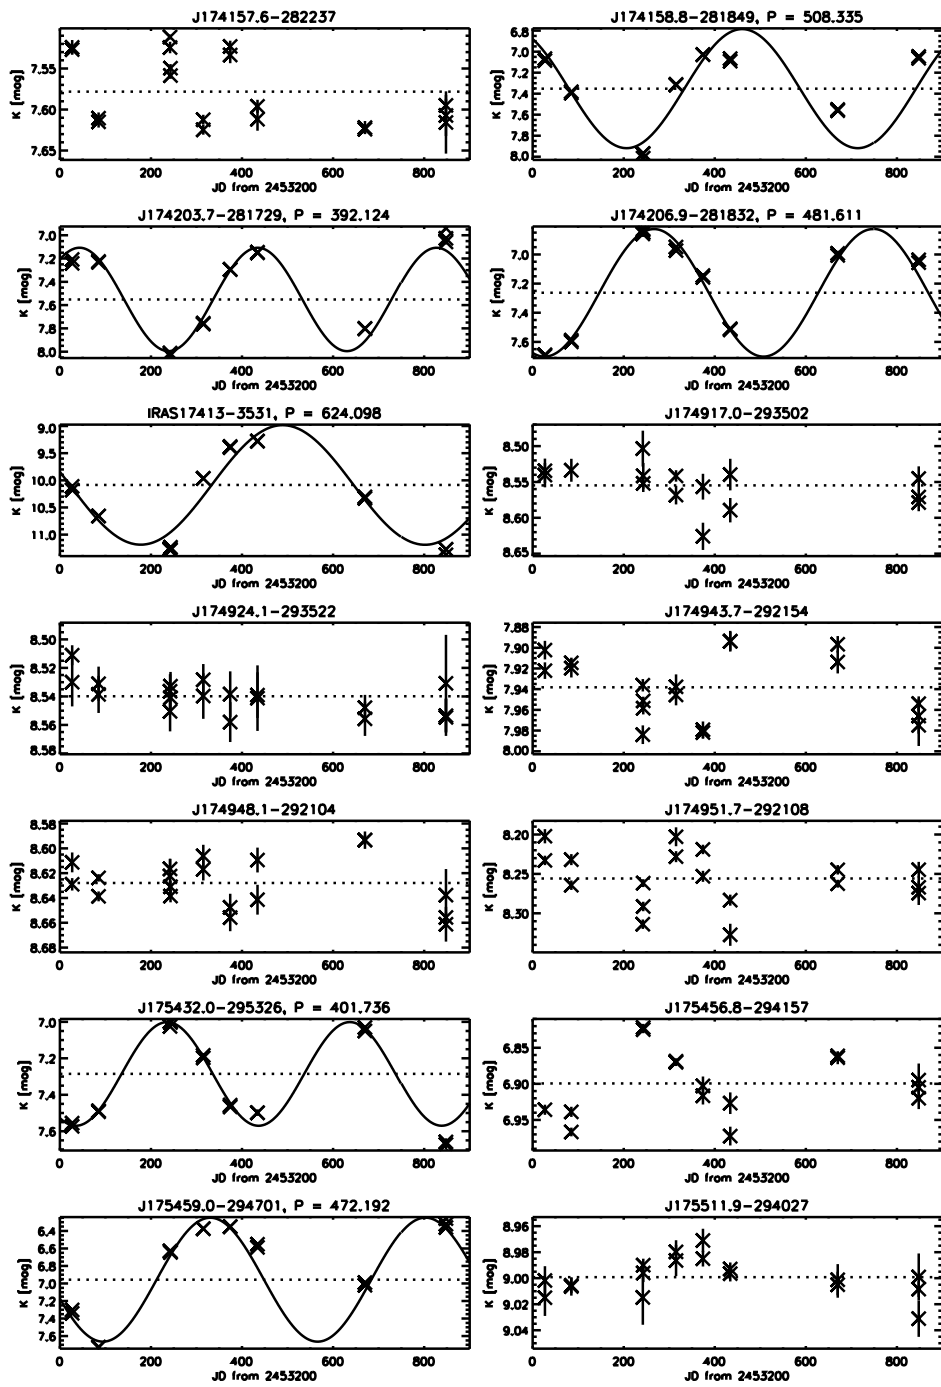 J174157.6-282237
K [mag]
7.55
7.60
7.65
0 200 400 600 800
JD from 2453200
J174158.8-281849, P = 508.335
K [mag]
6.8
7.0
7.2
7.4
7.6
7.8
8.0
0 200 400 600 800
JD from 2453200
J174203.7-281729, P = 392.124
K [mag]
7.0
7.2
7.4
7.6
7.8
8.0
0 200 400 600 800
JD from 2453200
J174206.9-281832, P = 481.611
K [mag]
7.0
7.2
7.4
7.6
0 200 400 600 800
JD from 2453200
IRAS17413-3531, P = 624.098
K [mag]
9.0
9.5
10.0
10.5
11.0
0 200 400 600 800
JD from 2453200
J174917.0-293502
K [mag]
8.50
8.55
8.60
8.65
0 200 400 600 800
JD from 2453200
J174924.1-293522
K [mag]
8.50
8.52
8.54
8.56
8.58
0 200 400 600 800
JD from 2453200
J174943.7-292154
K [mag]
7.88
7.90
7.92
7.94
7.96
7.98
8.00
0 200 400 600 800
JD from 2453200
J174948.1-292104
K [mag]
8.58
8.60
8.62
8.64
8.66
8.68
0 200 400 600 800
JD from 2453200
J174951.7-292108
K [mag]
8.20
8.25
8.30
0 200 400 600 800
JD from 2453200
J175432.0-295326, P = 401.736
K [mag]
7.0
7.2
7.4
7.6
0 200 400 600 800
JD from 2453200
J175456.8-294157
K [mag]
6.85
6.90
6.95
0 200 400 600 800
JD from 2453200
J175459.0-294701, P = 472.192
K [mag]
6.4
6.6
6.8
7.0
7.2
7.4
7.6
0 200 400 600 800
JD from 2453200
J175511.9-294027
K [mag]
8.96
8.98
9.00
9.02
9.04
0 200 400 600 800
JD from 2453200